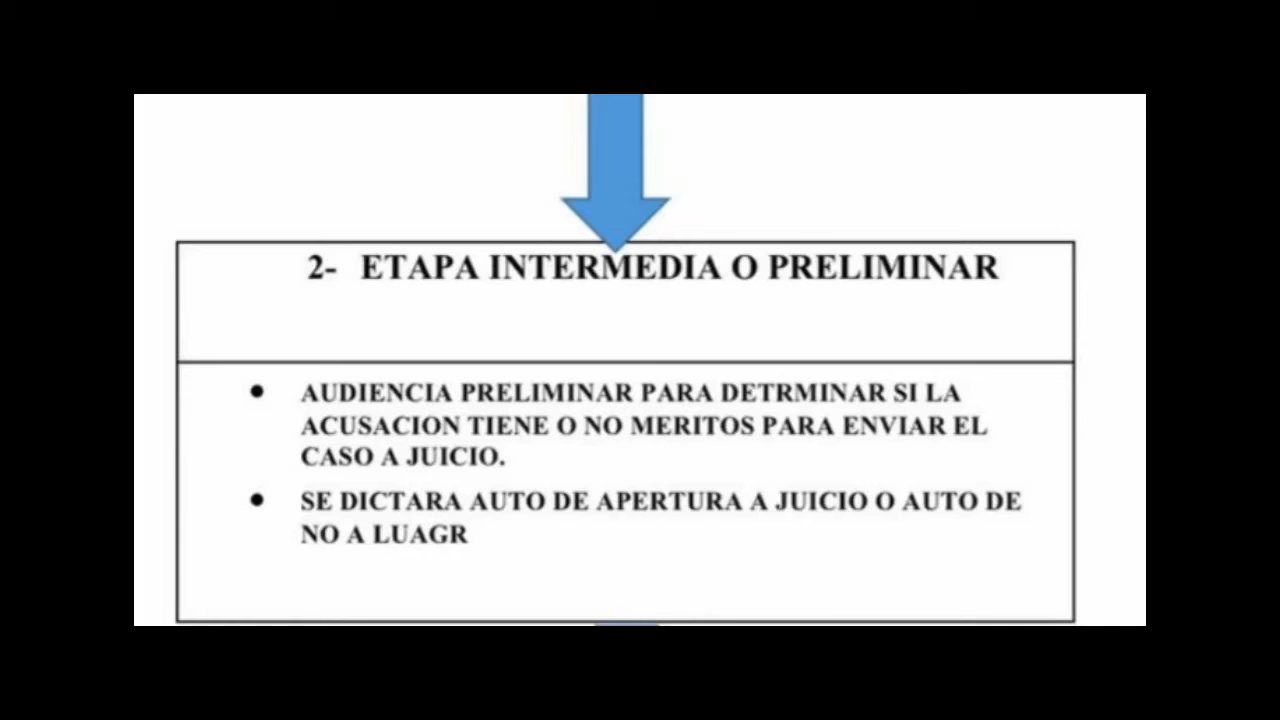 2- ETAPA INTERMEDIA O PRELIMINAR
• AUDIENCIA PRELIMINAR PARA DETRMINAR SI LA
ACUSACION TIENE O NO MERITOS PARA ENVIAR EL
CASO A JUICIO.
• SE DICTARA AUTO DE APERTURA A JUICIO O AUTO DE
NO A LUAGR